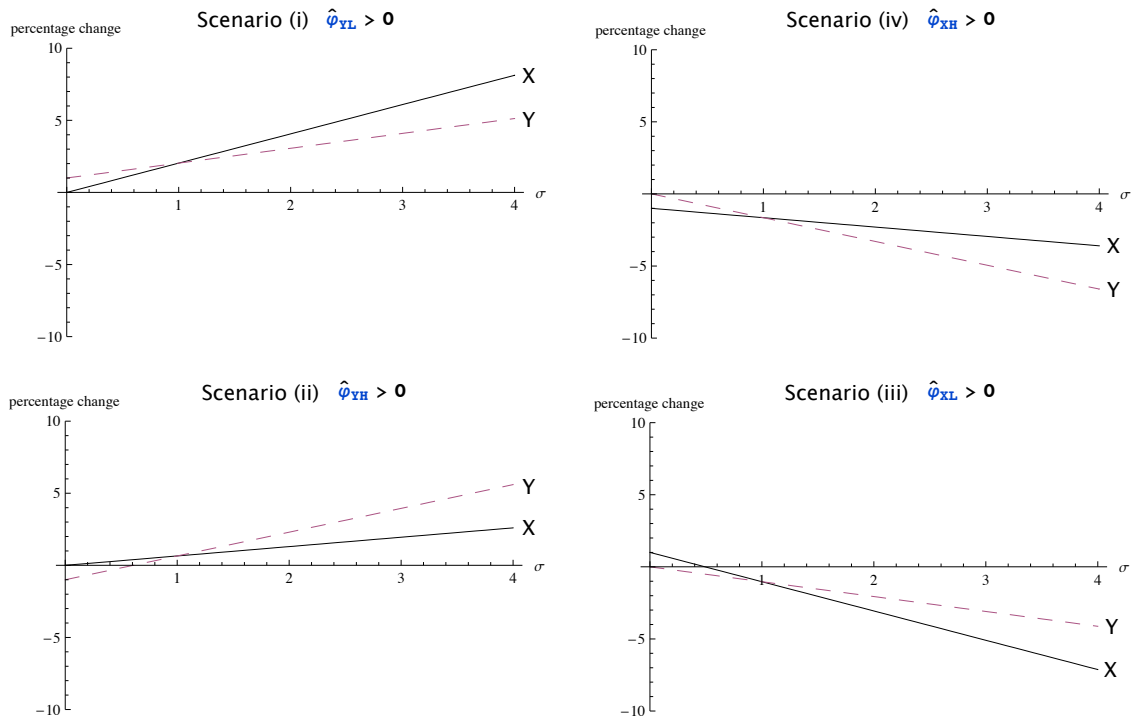 Scenario (i) φ̂YL > 0
percentage change
10
5
−5
−10
1 2 3 4 σ
X
Y
Scenario (iv) φ̂XH > 0
percentage change
10
5
−5
−10
1 2 3 4 σ
X
Y
Scenario (ii) φ̂YH > 0
percentage change
10
5
−5
−10
1 2 3 4 σ
Y
X
Scenario (iii) φ̂XL > 0
percentage change
10
5
−5
−10
1 2 3 4 σ
Y
X